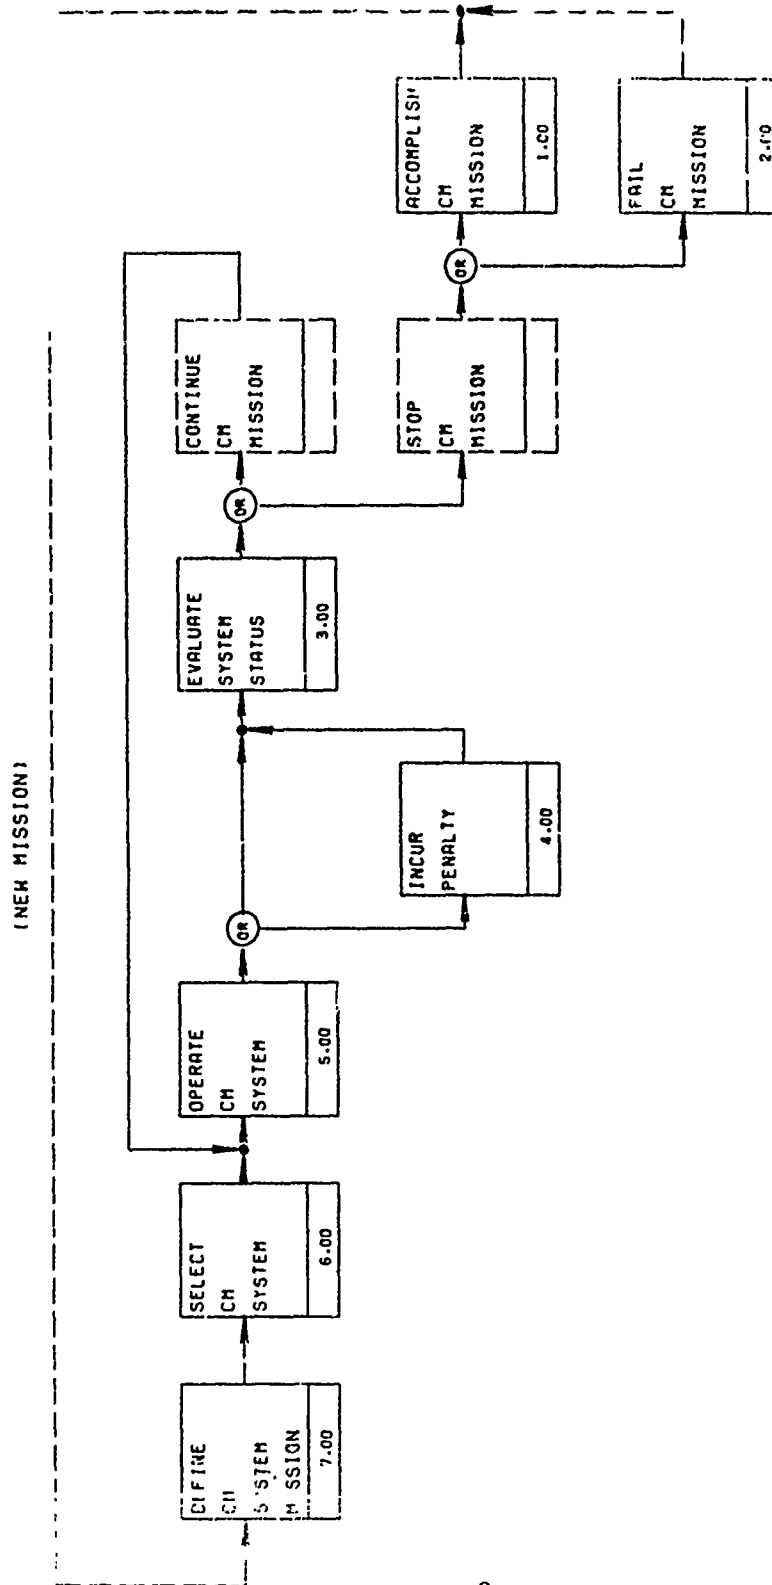 (NEW MISSION)
CM
MISSION
7.00
SELECT
CM
SYSTEM
6.00
OPERATE
CM
SYSTEM
5.00
OR
INCUR
PENALTY
4.00
EVALUATE
SYSTEM
STATUS
3.00
OR
CONTINUE
CM
MISSION
STOP
CM
MISSION
OR
ACCOMPLISH
CM
MISSION
1.00
FAIL
CM
MISSION
2.00